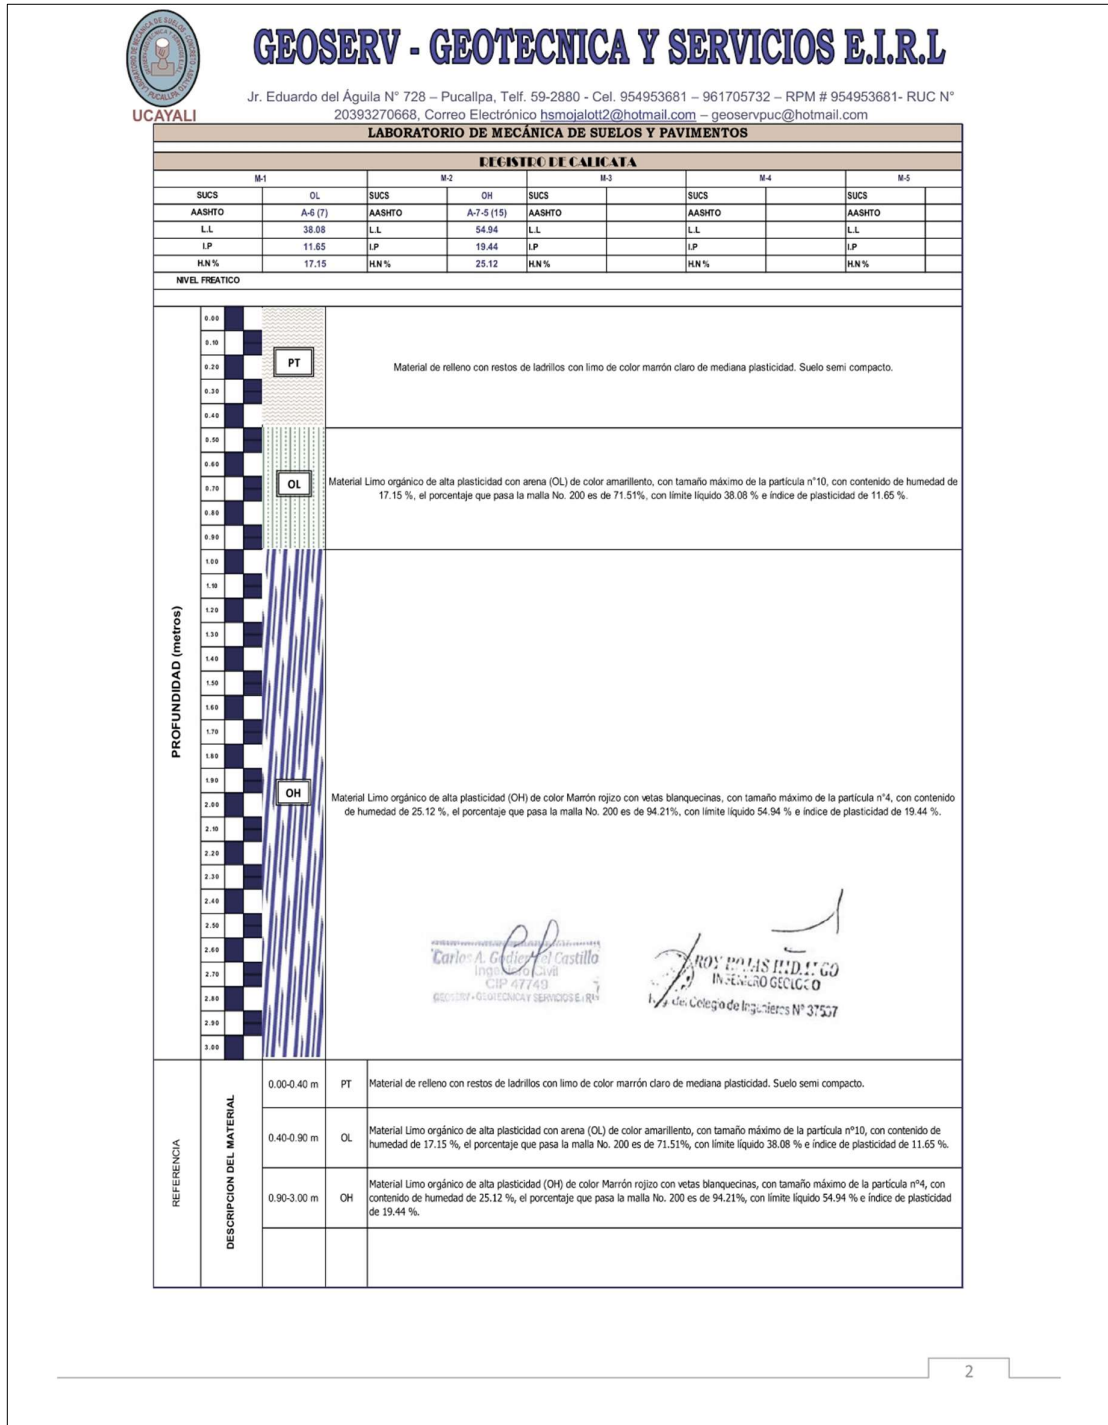 GEOSERV - GEOTECNICA Y SERVICIOS E.I.R.L
UCAYALI
Jr. Eduardo del Águila N° 728 – Pucallpa, Telf. 59-2880 - Cel. 954953681 – 961705732 – RPM # 954953681- RUC N°
20393270668, Correo Electrónico hsmojalott2@hotmail.com – geoservpuc@hotmail.com
LABORATORIO DE MECÁNICA DE SUELOS Y PAVIMENTOS
REGISTRO DE CALICATA
M-1 M-2 M-3 M-4 M-5
SUCS OL SUCS OH SUCS SUCS SUCS
AASHTO A-6 (7) AASHTO A-7-5 (15) AASHTO AASHTO AASHTO
L.L 38.08 L.L 54.94 L.L L.L L.L
I.P 11.65 I.P 19.44 I.P I.P I.P
H.N % 17.15 H.N % 25.12 H.N % H.N % H.N %
NIVEL FREATICO
PROFUNDIDAD (metros)
0.00
0.10
0.20
0.30
0.40
0.50
0.60
0.70
0.80
0.90
1.00
1.10
1.20
1.30
1.40
1.50
1.60
1.70
1.80
1.90
2.00
2.10
2.20
2.30
2.40
2.50
2.60
2.70
2.80
2.90
3.00
PT
Material de relleno con restos de ladrillos con limo de color marrón claro de mediana plasticidad. Suelo semi compacto.
OL
Material Limo orgánico de alta plasticidad con arena (OL) de color amarillento, con tamaño máximo de la partícula n°10, con contenido de humedad de
17.15 %, el porcentaje que pasa la malla No. 200 es de 71.51%, con límite líquido 38.08 % e índice de plasticidad de 11.65 %.
OH
Material Limo orgánico de alta plasticidad (OH) de color Marrón rojizo con vetas blanquecinas, con tamaño máximo de la partícula n°4, con contenido
de humedad de 25.12 %, el porcentaje que pasa la malla No. 200 es de 94.21%, con límite líquido 54.94 % e índice de plasticidad de 19.44 %.
Carlos A. del Castillo
Ingeniero Civil
CIP 47749
GEOSERV - GEOTECNICA Y SERVICIOS E.I.R.L
ROY ROJAS HIDALGO
INGENIERO GEOLOGO
del Colegio de Ingenieros N° 37537
REFERENCIA
DESCRIPCION DEL MATERIAL
0.00-0.40 m PT Material de relleno con restos de ladrillos con limo de color marrón claro de mediana plasticidad. Suelo semi compacto.
0.40-0.90 m OL Material Limo orgánico de alta plasticidad con arena (OL) de color amarillento, con tamaño máximo de la partícula nº10, con contenido de
humedad de 17.15 %, el porcentaje que pasa la malla No. 200 es de 71.51%, con límite líquido 38.08 % e índice de plasticidad de 11.65 %.
0.90-3.00 m OH Material Limo orgánico de alta plasticidad (OH) de color Marrón rojizo con vetas blanquecinas, con tamaño máximo de la partícula nº4, con
contenido de humedad de 25.12 %, el porcentaje que pasa la malla No. 200 es de 94.21%, con límite líquido 54.94 % e índice de plasticidad
de 19.44 %.
2